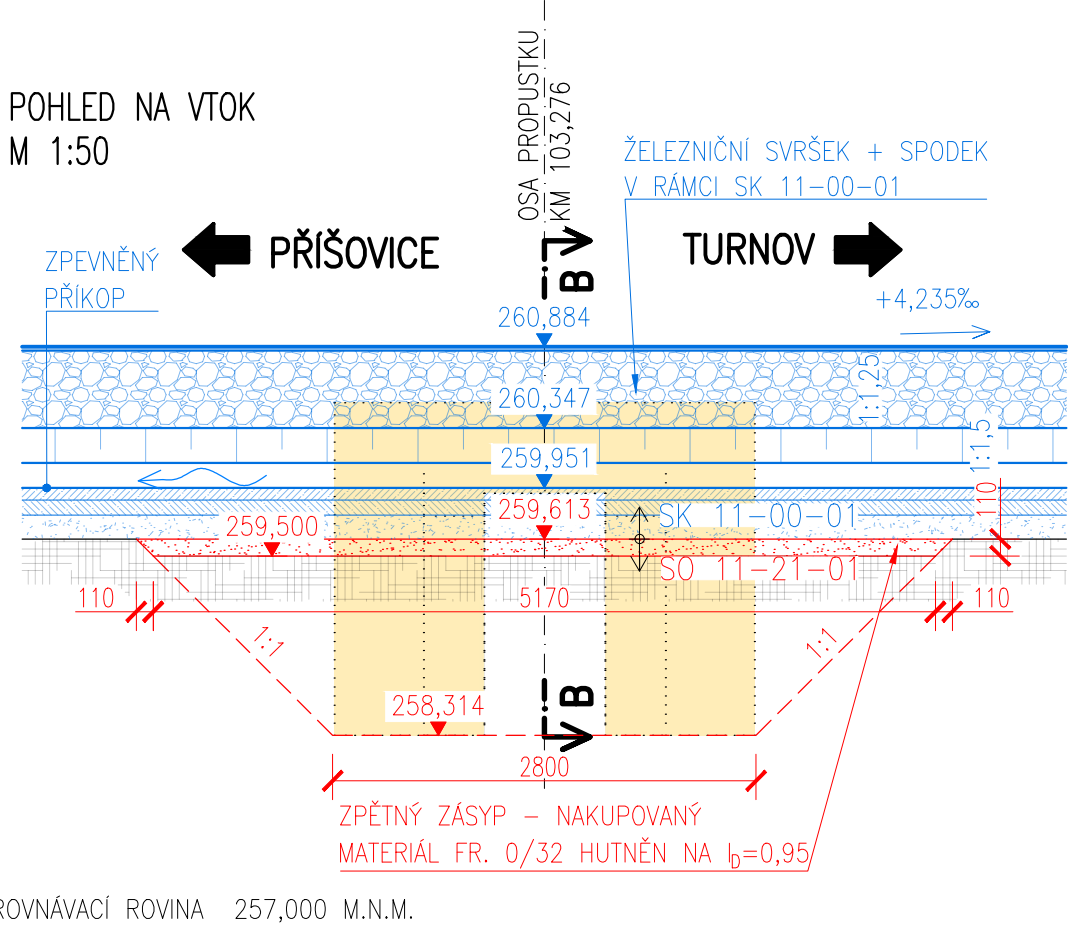 POHLED NA VTOK
M 1:50
OSA PROPUSTKU
KM 103,276
ŽELEZNIČNÍ SVRŠEK + SPODEK
V RÁMCI SK 11-00-01
PŘÍŠOVICE
TURNOV
ZPEVNĚNÝ
PŘÍKOP
B
+4,235‰
260,884
1:1,25
260,347
1:1,5
259,951
110
259,613
SK 11-00-01
259,500
SO 11-21-01
110
5170
110
1:1
1:1
258,314
B
2800
ZPĚTNÝ ZÁSYP – NAKUPOVANÝ
MATERIÁL FR. 0/32 HUTNĚN NA ID=0,95
ROVNÁVACÍ ROVINA 257,000 M.N.M.